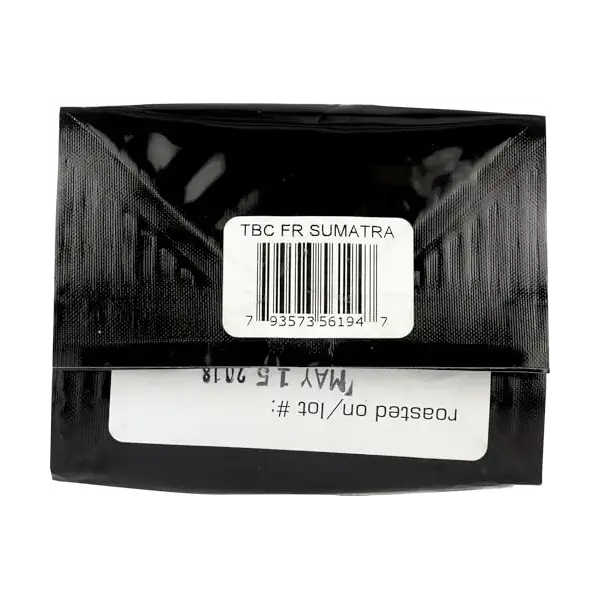 TBC FR SUMATRA
7 93573 56194 7
roasted on/lot #:
MAY 15 2018